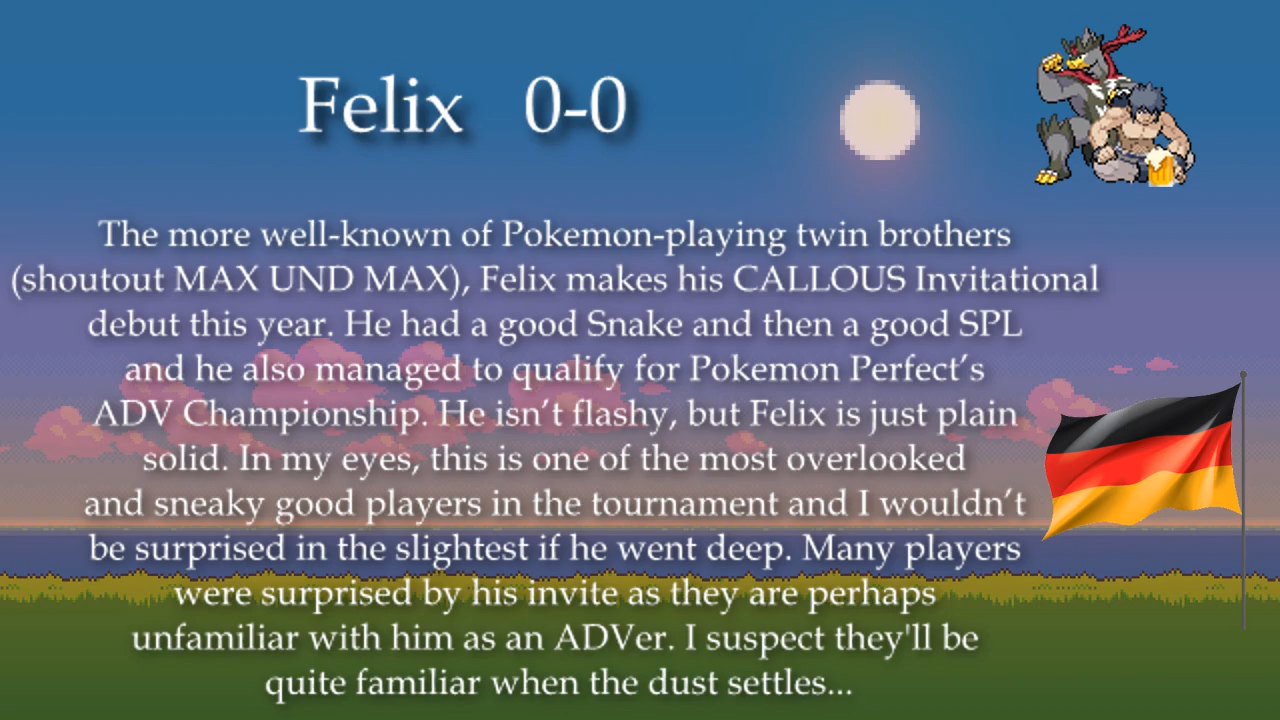 Felix 0-0
The more well-known of Pokemon-playing twin brothers
(shoutout MAX UND MAX), Felix makes his CALLOUS Invitational
debut this year. He had a good Snake and then a good SPL
and he also managed to qualify for Pokemon Perfect’s
ADV Championship. He isn’t flashy, but Felix is just plain
solid. In my eyes, this is one of the most overlooked
and sneaky good players in the tournament and I wouldn’t
be surprised in the slightest if he went deep. Many players
were surprised by his invite as they are perhaps
unfamiliar with him as an ADVer. I suspect they'll be
quite familiar when the dust settles...